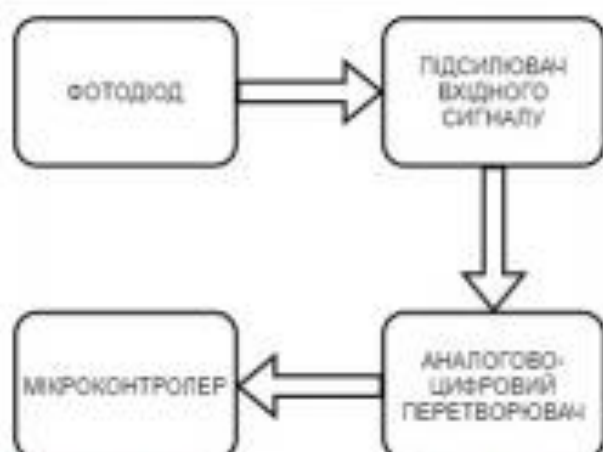 ФОТОДІОД
ПІДСИЛЮВАЧ
ВХІДНОГО
СИГНАЛУ
МІКРОКОНТРОЛЕР
АНАЛОГОВО-
ЦИФРОВИЙ
ПЕРЕТВОРЮВАЧ